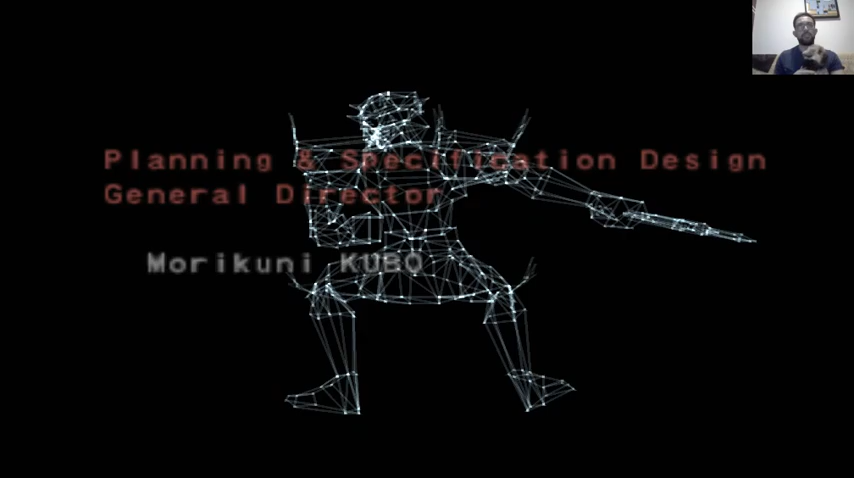 Planning & Specification Design
General Director
Morikuni KUBO